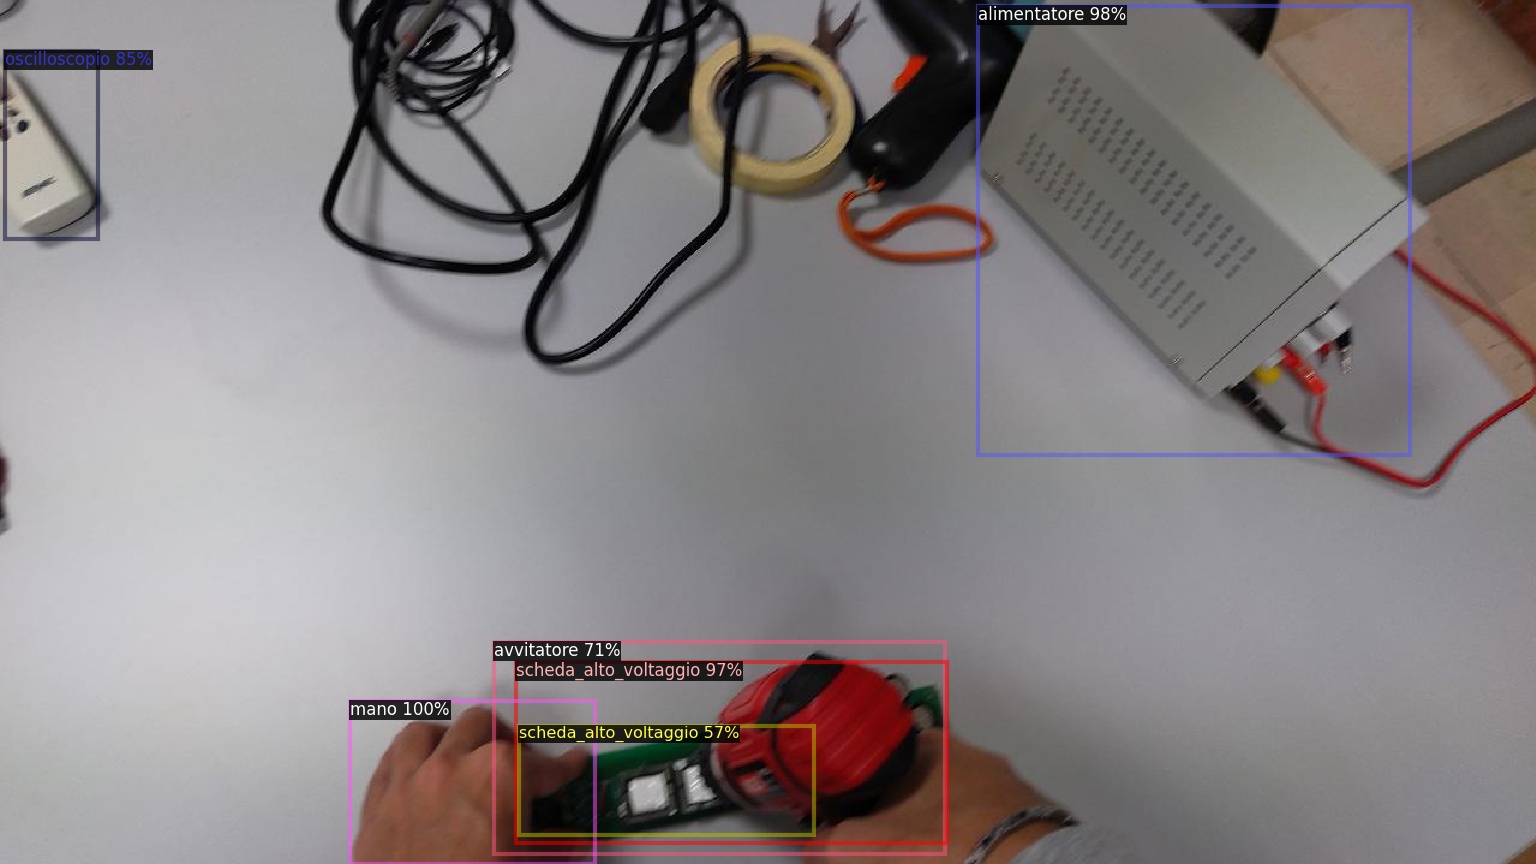 alimentatore 98%
oscilloscopio 85%
avvitatore 71%
scheda_alto_voltaggio 97%
mano 100%
scheda_alto_voltaggio 57%